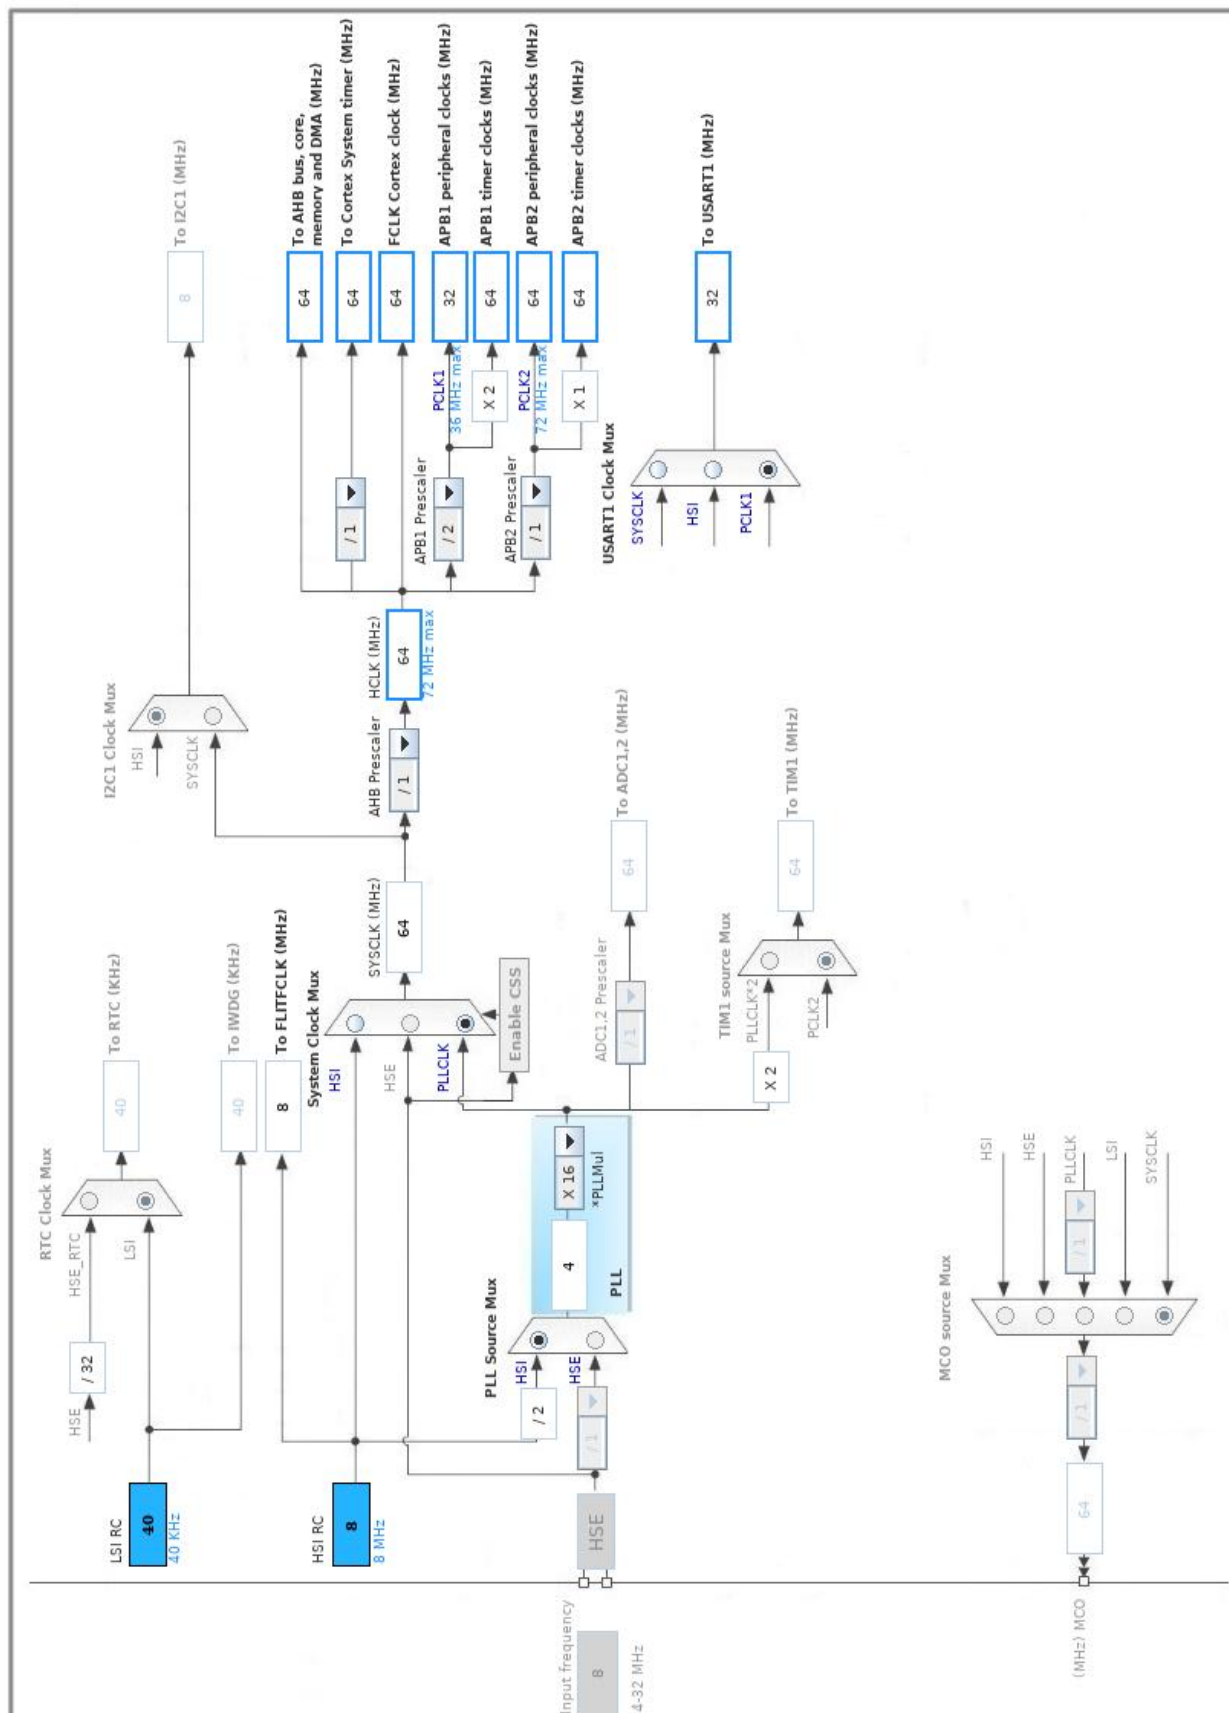 RTC Clock Mux
HSE
/ 32
HSE_RTC
LSI
40
To RTC (KHz)
LSI RC
40
40 KHz
40
To IWDG (KHz)
HSI RC
8
8 MHz
8
To FLITFCLK (MHz)
System Clock Mux
HSI
HSE
PLLCLK
Enable CSS
SYSCLK (MHz)
64
AHB Prescaler
/ 1
HCLK (MHz)
64
72 MHz max
I2C1 Clock Mux
HSI
SYSCLK
8
To I2C1 (MHz)
64
To AHB bus, core,
memory and DMA (MHz)
/ 1
64
To Cortex System timer (MHz)
64
FCLK Cortex clock (MHz)
APB1 Prescaler
/ 2
PCLK1
36 MHz max
32
APB1 peripheral clocks (MHz)
X 2
64
APB1 timer clocks (MHz)
APB2 Prescaler
/ 1
PCLK2
72 MHz max
64
APB2 peripheral clocks (MHz)
X 1
64
APB2 timer clocks (MHz)
USART1 Clock Mux
SYSCLK
HSI
PCLK1
32
To USART1 (MHz)
PLL Source Mux
/ 2
HSI
HSE
/ 1
4
X 16
*PLLMul
PLL
Input frequency
8
4-32 MHz
HSE
ADC1,2 Prescaler
/ 1
64
To ADC1,2 (MHz)
TIM1 source Mux
X 2
PLLCLK*2
PCLK2
64
To TIM1 (MHz)
MCO source Mux
(MHz) MCO
64
/ 1
/ 1
HSI
HSE
PLLCLK
LSI
SYSCLK